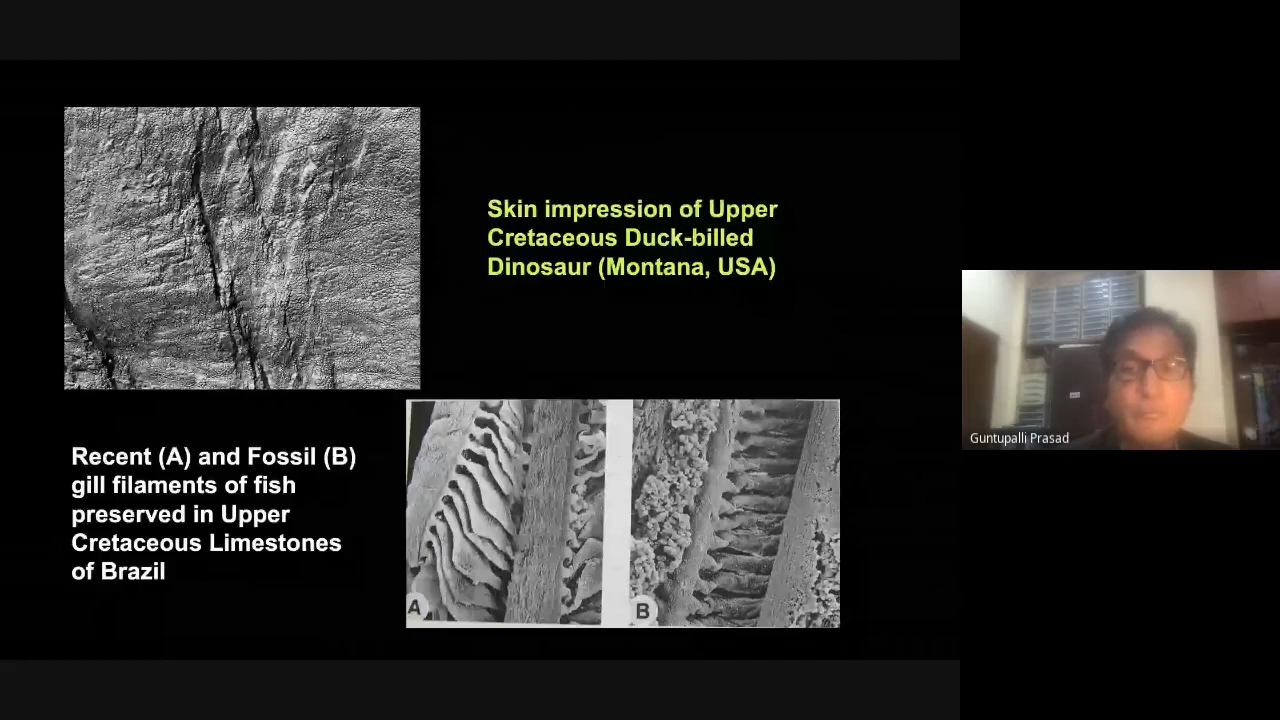 Skin impression of Upper
Cretaceous Duck-billed
Dinosaur (Montana, USA)
Recent (A) and Fossil (B)
gill filaments of fish
preserved in Upper
Cretaceous Limestones
of Brazil
A
B
Guntupalli Prasad